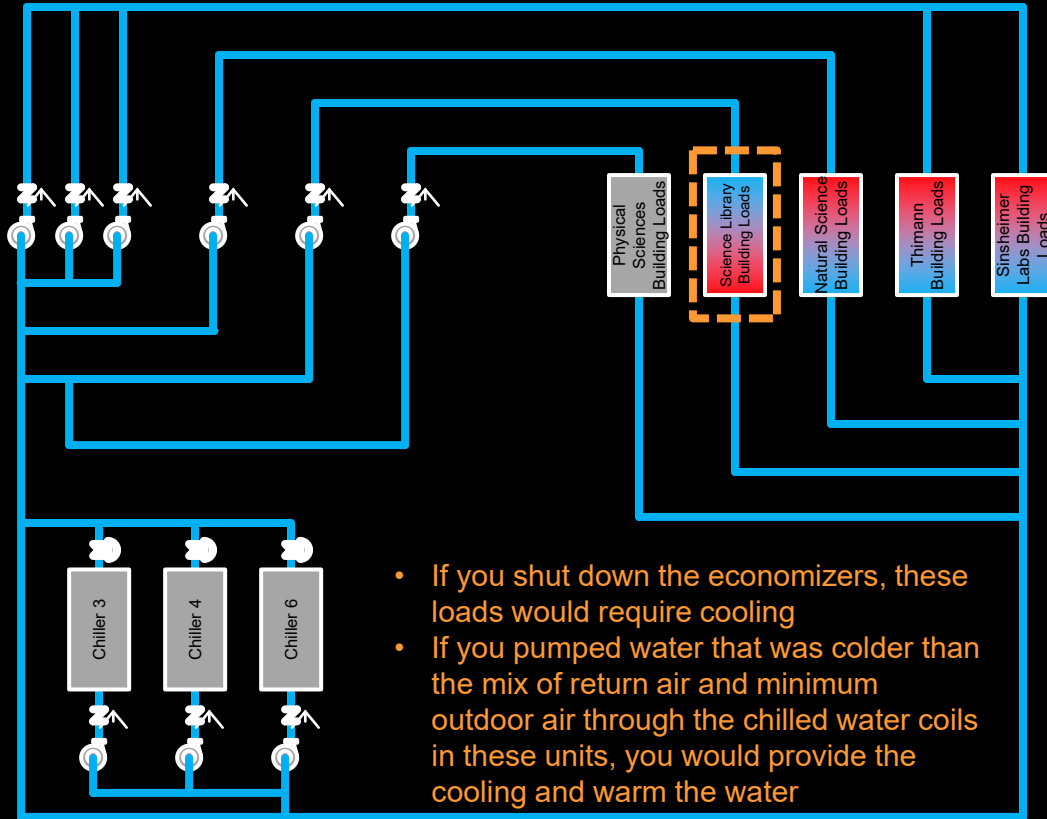 Physical
Sciences
Building Loads
Science Library
Building Loads
Natural Science
Building Loads
Thimann
Building Loads
Sinsheimer
Labs Building
Loads
Chiller 3
Chiller 4
Chiller 6
• If you shut down the economizers, these
loads would require cooling
• If you pumped water that was colder than
the mix of return air and minimum
outdoor air through the chilled water coils
in these units, you would provide the
cooling and warm the water